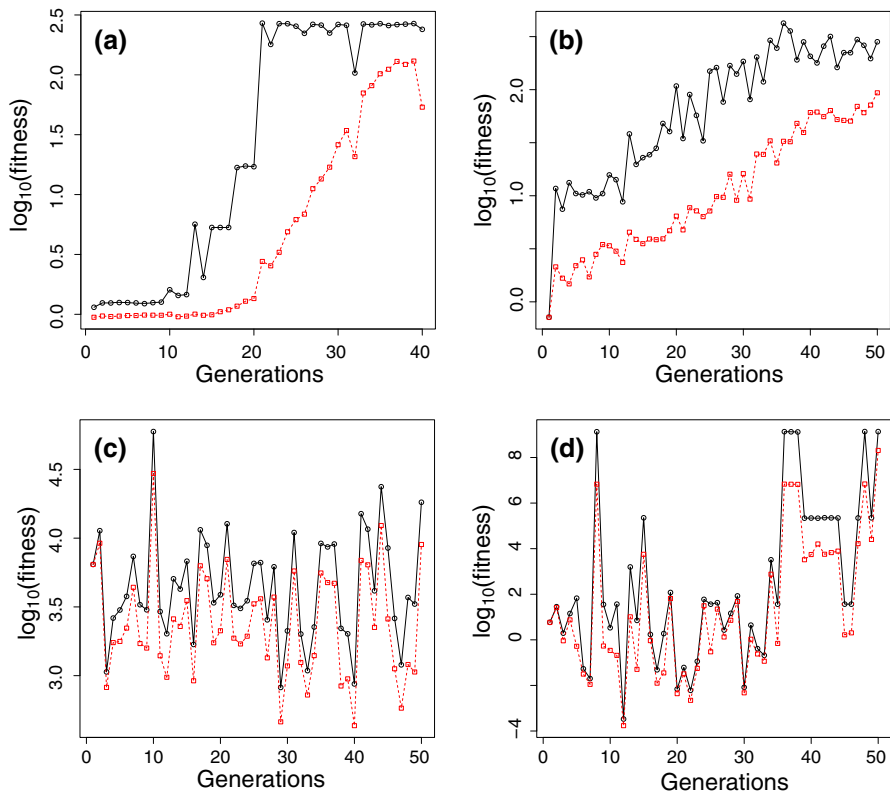 (a)
log10(fitness)
2.5
2.0
1.5
1.0
0.5
0.0
0 10 20 30 40
Generations
(b)
log10(fitness)
2.0
1.0
0.0
0 10 20 30 40 50
Generations
(c)
log10(fitness)
4.5
4.0
3.5
3.0
0 10 20 30 40 50
Generations
(d)
log10(fitness)
8
6
4
2
0
−4
0 10 20 30 40 50
Generations